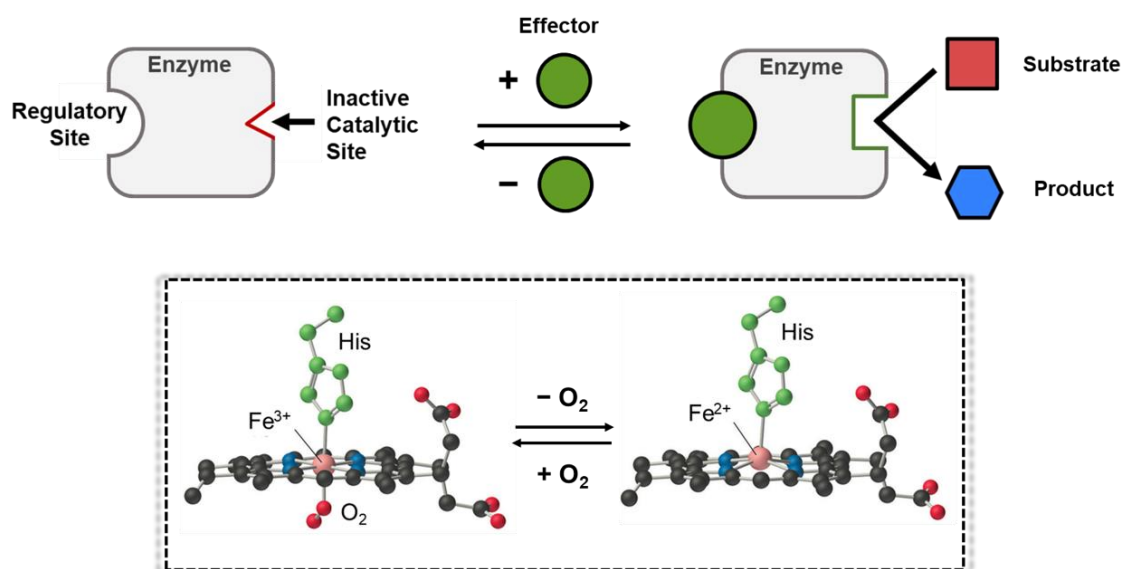 Effector
Enzyme
Regulatory
Site
Inactive
Catalytic
Site
+
−
Enzyme
Substrate
Product
His
Fe³⁺
O₂
− O₂
+ O₂
His
Fe²⁺